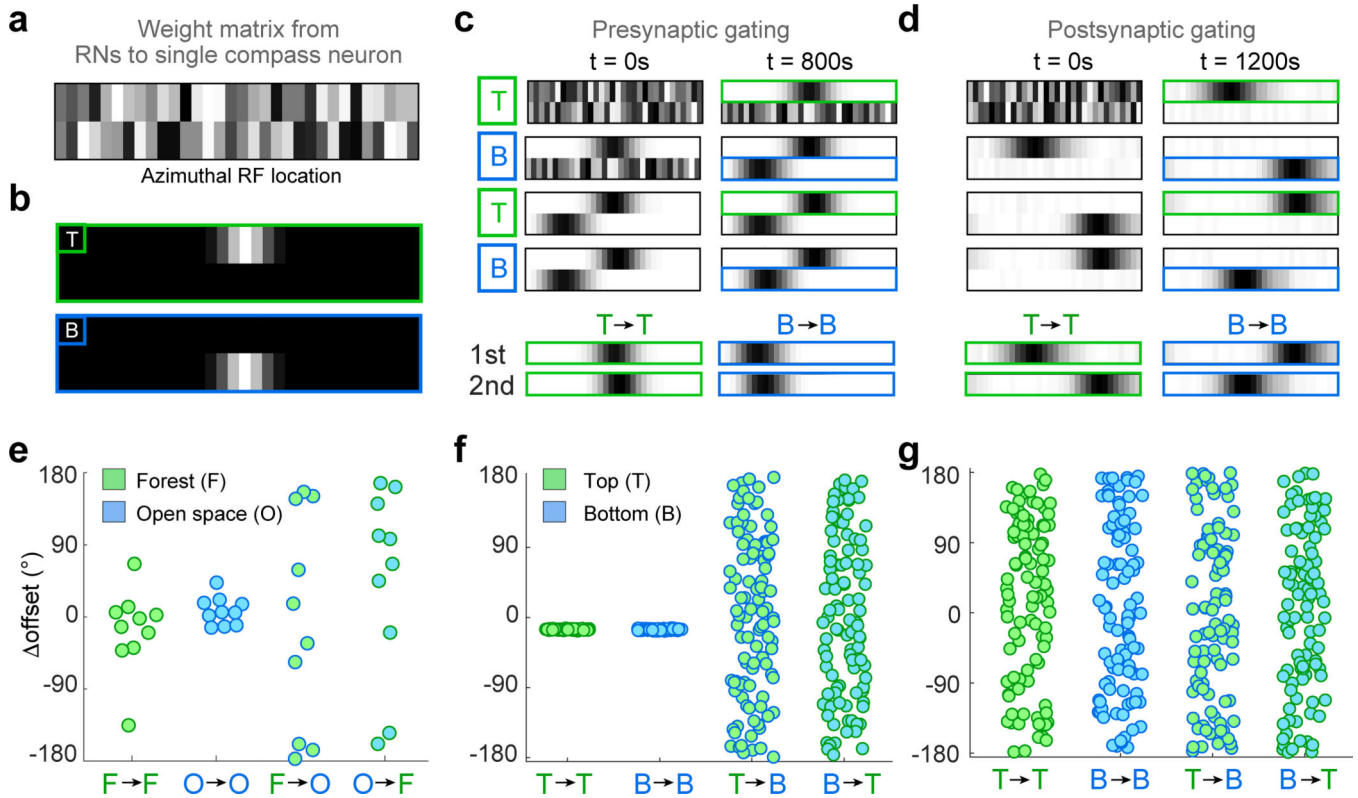 a
Weight matrix from
RNs to single compass neuron
Azimuthal RF location
b
T
B
c
Presynaptic gating
t = 0s t = 800s
T
B
T
B
T→T B→B
1st
2nd
d
Postsynaptic gating
t = 0s t = 1200s
T→T B→B
e
Forest (F)
Open space (O)
Δoffset (°)
180
90
0
-90
-180
F→F O→O F→O O→F
f
Top (T)
Bottom (B)
180
90
0
-90
-180
T→T B→B T→B B→T
g
180
90
0
-90
-180
T→T B→B T→B B→T